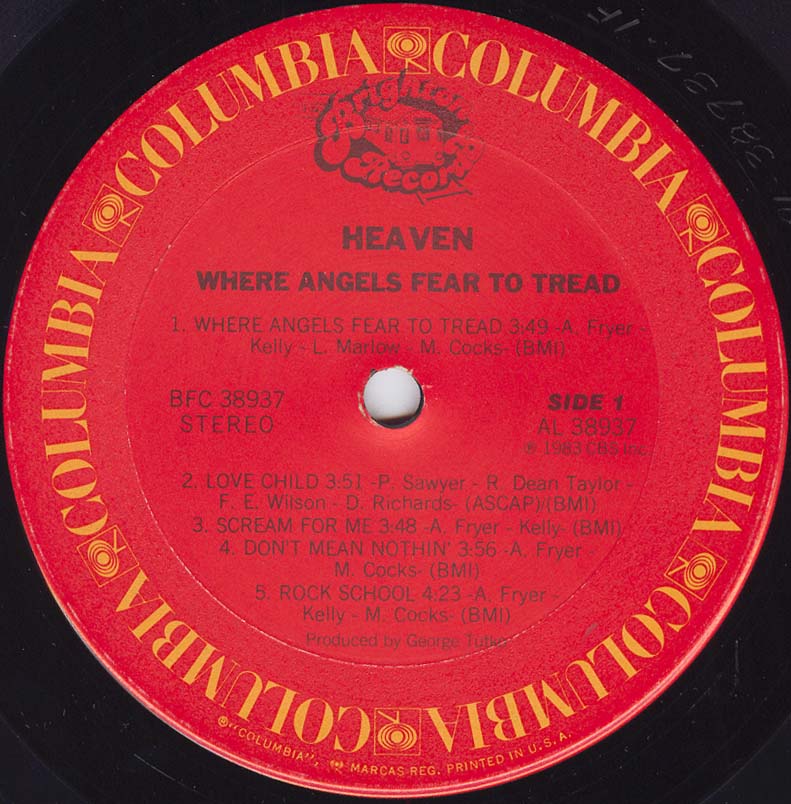 COLUMBIA COLUMBIA COLUMBIA COLUMBIA COLUMBIA COLUMBIA COLUMBIA COLUMBIA
Records
HEAVEN
WHERE ANGELS FEAR TO TREAD
1. WHERE ANGELS FEAR TO TREAD 3:49 -A. Fryer -
Kelly - L. Marlow - M. Cocks- (BMI)
BFC 38937
STEREO
SIDE 1
AL 38937
℗ 1983 CBS Inc.
2. LOVE CHILD 3:51 -P. Sawyer - R. Dean Taylor -
F. E. Wilson - D. Richards- (ASCAP)/(BMI)
3. SCREAM FOR ME 3:48 -A. Fryer - Kelly- (BMI)
4. DON'T MEAN NOTHIN' 3:56 -A. Fryer -
M. Cocks- (BMI)
5. ROCK SCHOOL 4:23 -A. Fryer -
Kelly - M. Cocks- (BMI)
Produced by George Tutko
®"COLUMBIA", MARCAS REG. PRINTED IN U.S.A.